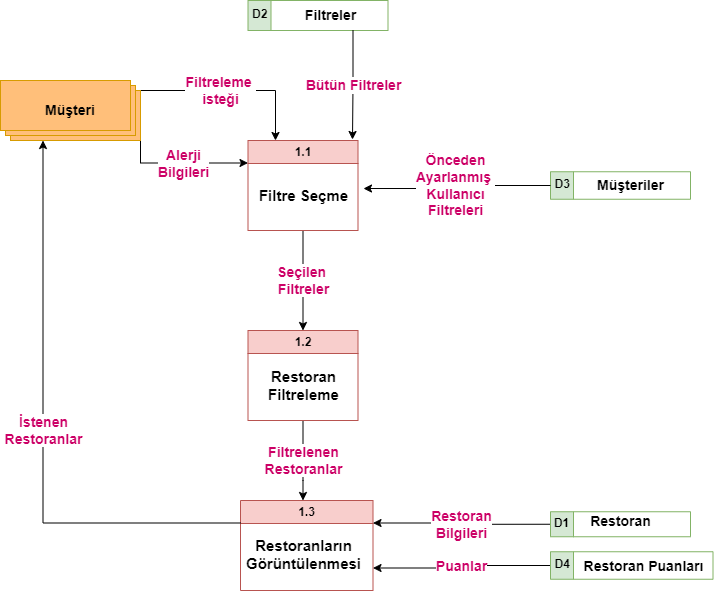 D2
Filtreler
Filtreleme
isteği
Bütün Filtreler
Müşteri
Alerji
Bilgileri
1.1
Filtre Seçme
Önceden
Ayarlanmış
Kullanıcı
Filtreleri
D3
Müşteriler
Seçilen
Filtreler
1.2
Restoran
Filtreleme
İstenen
Restoranlar
Filtrelenen
Restoranlar
1.3
Restoranların
Görüntülenmesi
Restoran
Bilgileri
D1
Restoran
Puanlar
D4
Restoran Puanları